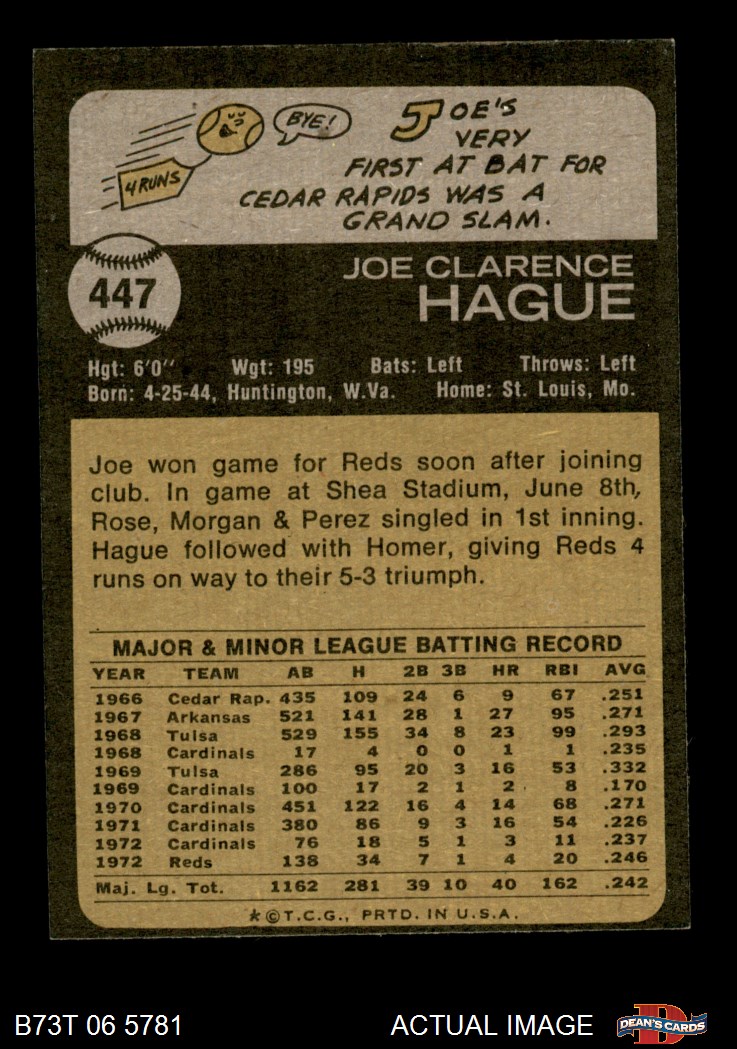 4 RUNS
BYE!
JOE'S
VERY
FIRST AT BAT FOR
CEDAR RAPIDS WAS A
GRAND SLAM.
447
JOE CLARENCE
HAGUE
Hgt: 6'0" Wgt: 195 Bats: Left Throws: Left
Born: 4-25-44, Huntington, W.Va. Home: St. Louis, Mo.
Joe won game for Reds soon after joining
club. In game at Shea Stadium, June 8th,
Rose, Morgan & Perez singled in 1st inning.
Hague followed with Homer, giving Reds 4
runs on way to their 5-3 triumph.
MAJOR & MINOR LEAGUE BATTING RECORD
YEAR TEAM AB H 2B 3B HR RBI AVG
1966 Cedar Rap. 435 109 24 6 9 67 .251
1967 Arkansas 521 141 28 1 27 95 .271
1968 Tulsa 529 155 34 8 23 99 .293
1968 Cardinals 17 4 0 0 1 1 .235
1969 Tulsa 286 95 20 3 16 53 .332
1969 Cardinals 100 17 2 1 2 8 .170
1970 Cardinals 451 122 16 4 14 68 .271
1971 Cardinals 380 86 9 3 16 54 .226
1972 Cardinals 76 18 5 1 3 11 .237
1972 Reds 138 34 7 1 4 20 .246
Maj. Lg. Tot. 1162 281 39 10 40 162 .242
* © T.C.G., PRTD. IN U.S.A.
B73T 06 5781 ACTUAL IMAGE
D
DEAN'S CARDS